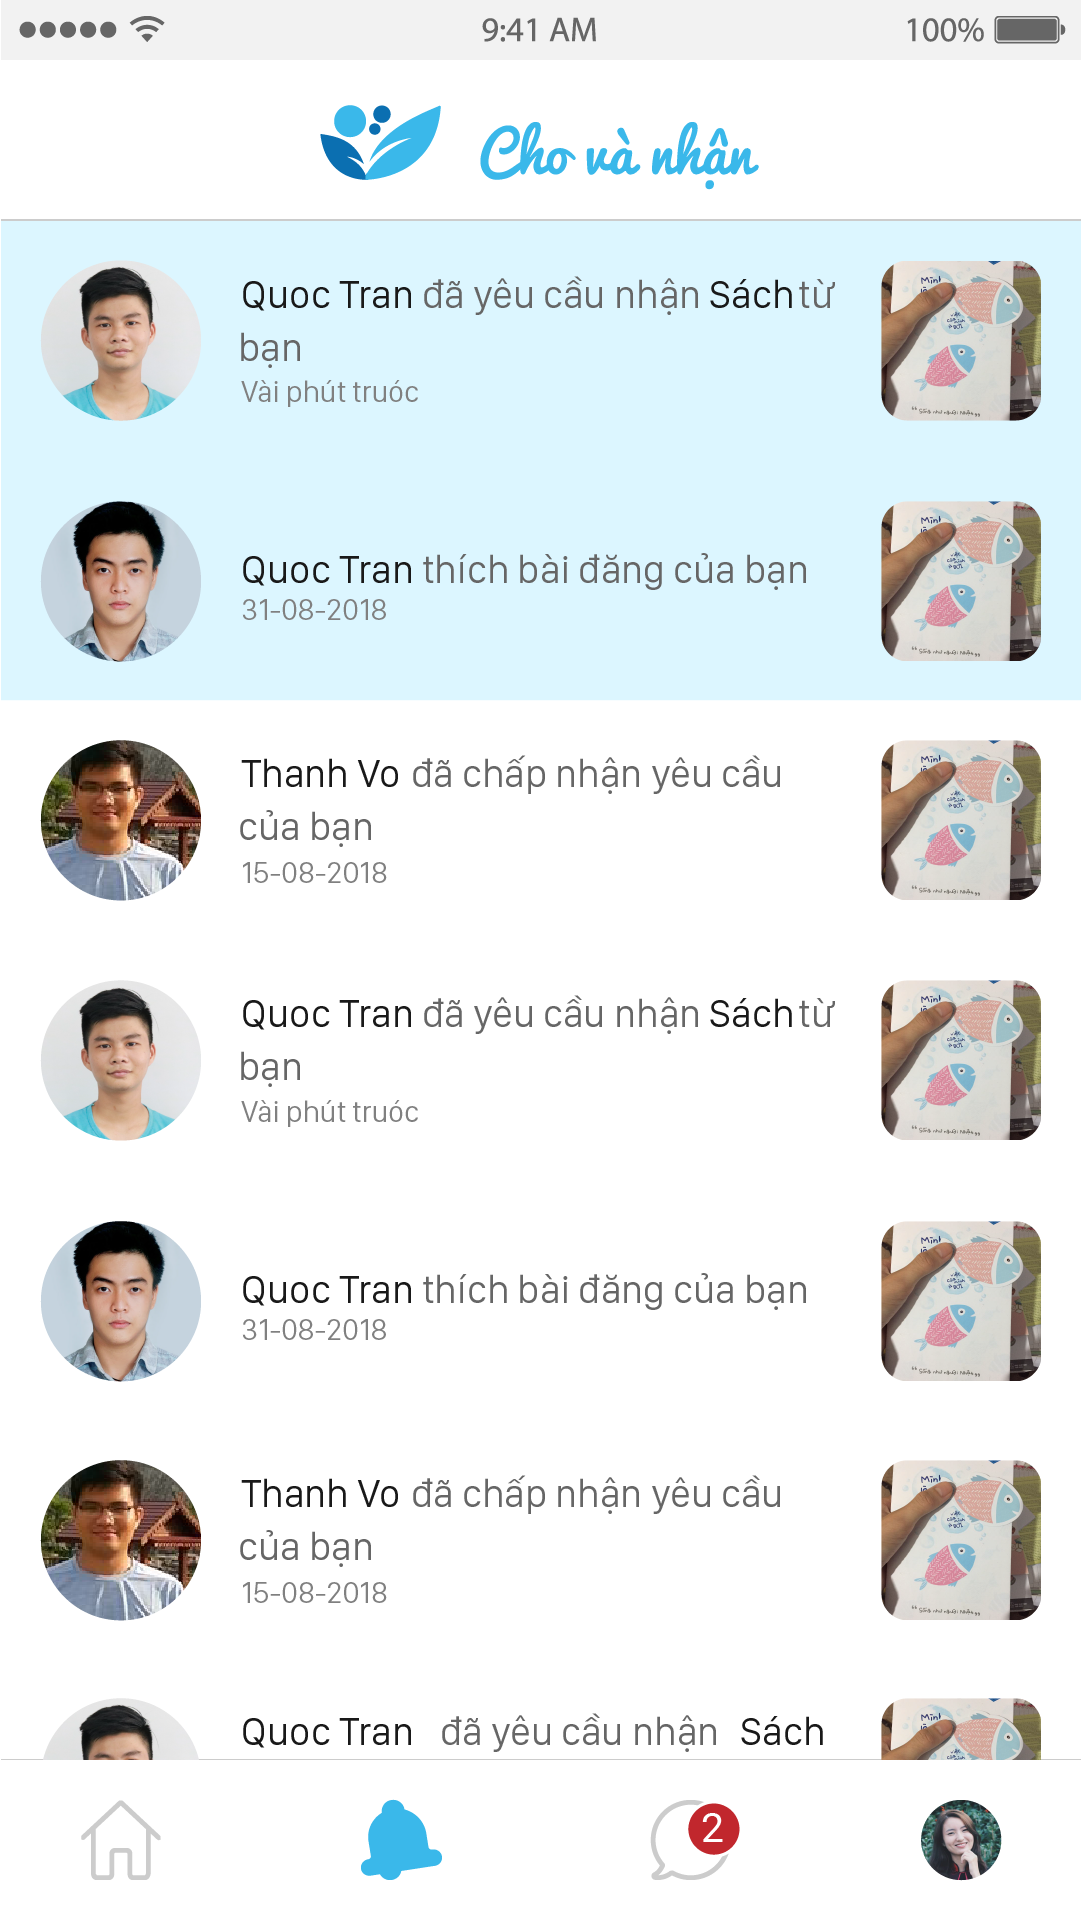 9:41 AM 100%
Cho và nhận
Quoc Tran đã yêu cầu nhận Sách từ
bạn
Vài phút truóc
Quoc Tran thích bài đăng của bạn
31-08-2018
Thanh Vo đã chấp nhận yêu cầu
của bạn
15-08-2018
Quoc Tran đã yêu cầu nhận Sách từ
bạn
Vài phút truóc
Quoc Tran thích bài đăng của bạn
31-08-2018
Thanh Vo đã chấp nhận yêu cầu
của bạn
15-08-2018
Quoc Tran đã yêu cầu nhận Sách
2